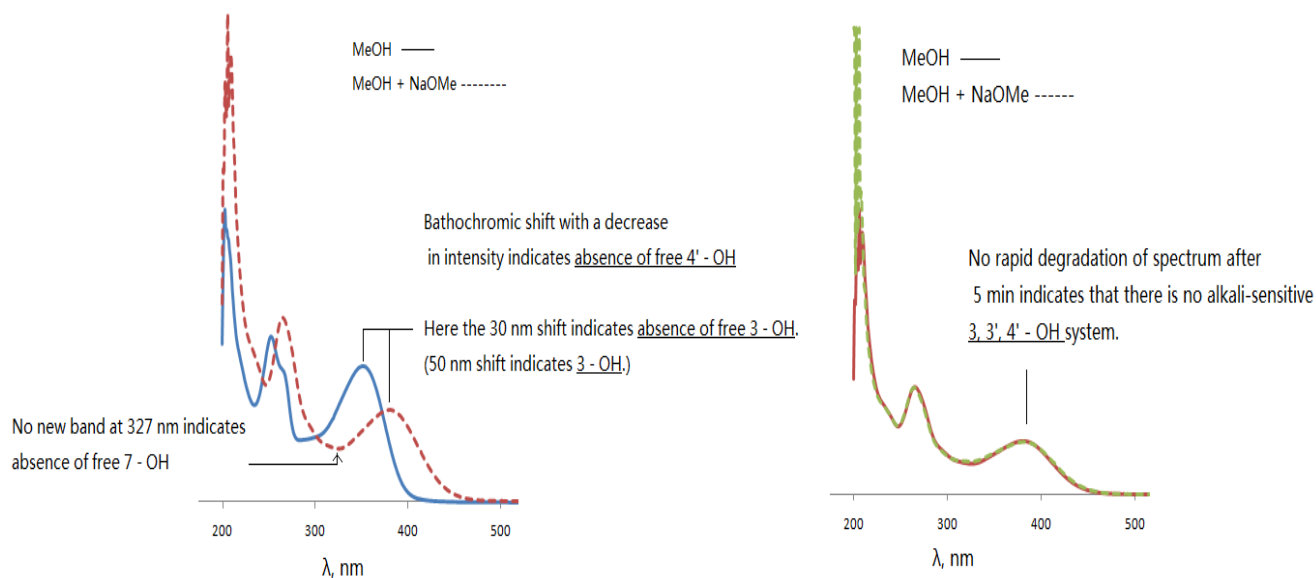 MeOH ——
MeOH + NaOMe --------
Bathochromic shift with a decrease
in intensity indicates absence of free 4' - OH
Here the 30 nm shift indicates absence of free 3 - OH.
(50 nm shift indicates 3 - OH.)
No new band at 327 nm indicates
absence of free 7 - OH
200 300 400 500
λ, nm
MeOH ——
MeOH + NaOMe ------
No rapid degradation of spectrum after
5 min indicates that there is no alkali-sensitive
3, 3', 4' - OH system.
200 300 400 500
λ, nm